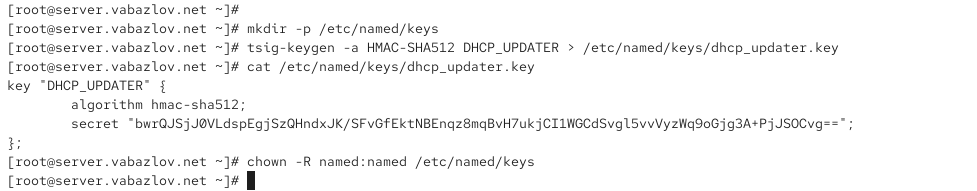 [root@server.vabazlov.net ~]#
[root@server.vabazlov.net ~]# mkdir -p /etc/named/keys
[root@server.vabazlov.net ~]# tsig-keygen -a HMAC-SHA512 DHCP_UPDATER > /etc/named/keys/dhcp_updater.key
[root@server.vabazlov.net ~]# cat /etc/named/keys/dhcp_updater.key
key "DHCP_UPDATER" {
        algorithm hmac-sha512;
        secret "bwrQJSjJ0VLdspEgjSzQHndxJK/SFvGfEktNBEnqz8mqBvH7ukjCI1WGCdSvgl5vvVyzWq9oGjg3A+PjJSOCvg==";
};
[root@server.vabazlov.net ~]# chown -R named:named /etc/named/keys
[root@server.vabazlov.net ~]#